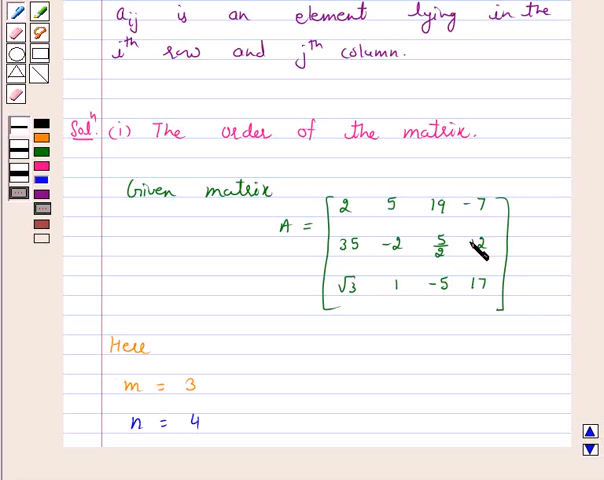 aij is an element lying in the
ith row and jth column.
Solⁿ. (i) The order of the matrix.
Given matrix
A =
2 5 19 -7
35 -2 5/2
√3 1 -5 17
Here
m = 3
n = 4